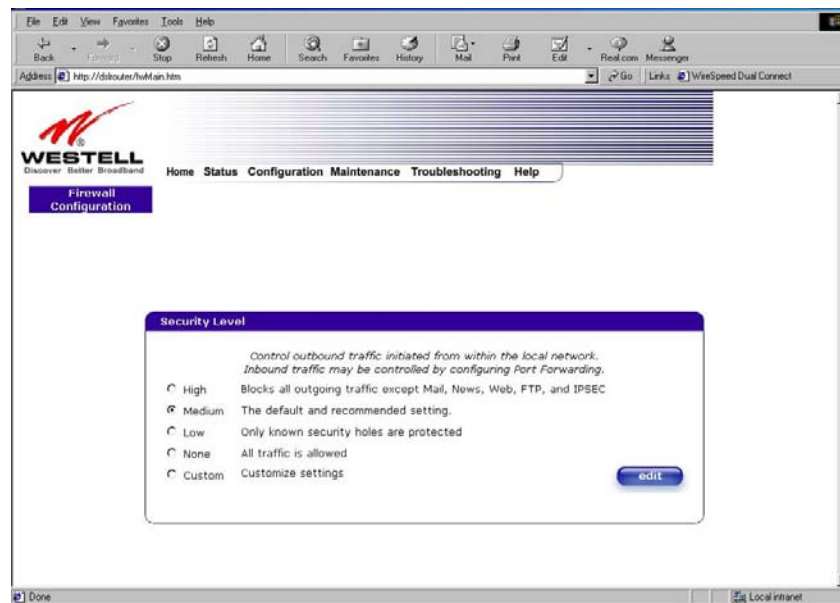 File Edit View Favorites Tools Help
Back Forward Stop Refresh Home Search Favorites History Mail Print Edit Real.com Messenger
Address http://dslrouter/fwMain.htm Go Links WireSpeed Dual Connect
WESTELL
Discover Better Broadband
Home Status Configuration Maintenance Troubleshooting Help
Firewall
Configuration
Security Level
Control outbound traffic initiated from within the local network.
Inbound traffic may be controlled by configuring Port Forwarding.
High Blocks all outgoing traffic except Mail, News, Web, FTP, and IPSEC
Medium The default and recommended setting.
Low Only known security holes are protected
None All traffic is allowed
Custom Customize settings
edit
Done Local intranet